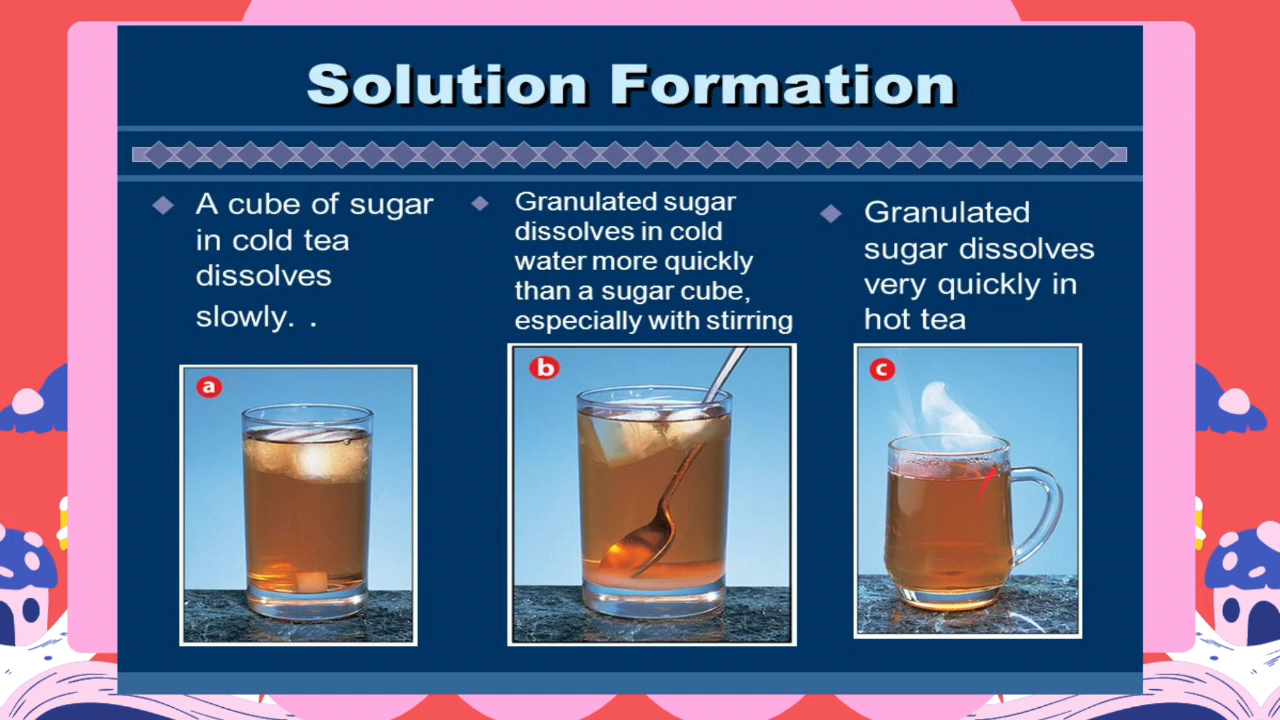 Solution Formation
A cube of sugar
in cold tea
dissolves
slowly. .
Granulated sugar
dissolves in cold
water more quickly
than a sugar cube,
especially with stirring
Granulated
sugar dissolves
very quickly in
hot tea
a
b
c